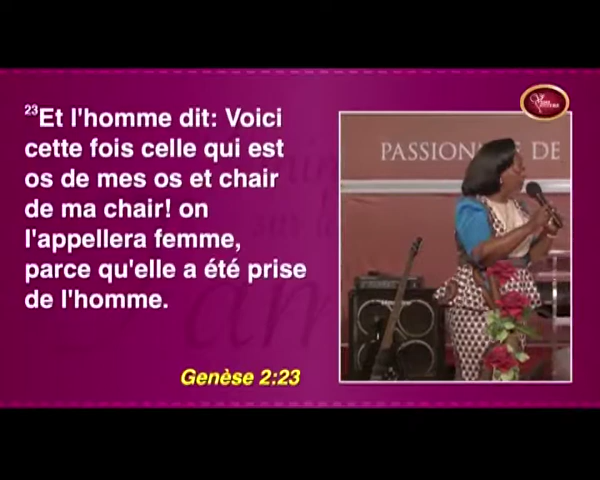 ²³Et l'homme dit: Voici
cette fois celle qui est
os de mes os et chair
de ma chair! on
l'appellera femme,
parce qu'elle a été prise
de l'homme.
Genèse 2:23
DE